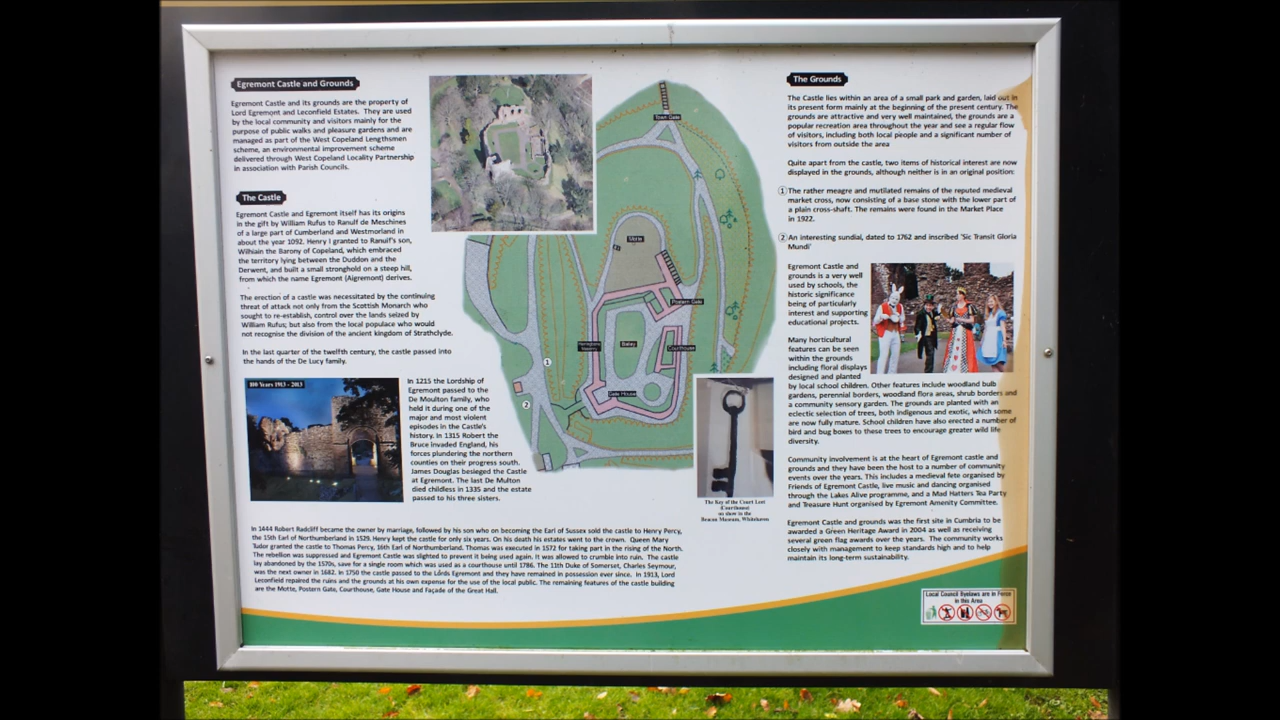 Egremont Castle and Grounds
Egremont Castle and its grounds are the property of
Lord Egremont and Leconfield Estates. They are used
by the local community and visitors mainly for the
purpose of public walks and pleasure gardens and are
managed as part of the West Copeland Lengthsmen
scheme, an environmental improvement scheme
delivered through West Copeland Locality Partnership
in association with Parish Councils.
The Castle
Egremont Castle and Egremont itself has its origins
in the gift by William Rufus to Ranulf de Meschines
of a large part of Cumberland and Westmorland in
about the year 1092. Henry I granted to Ranulf's son,
Wilhiain the Barony of Copeland, which embraced
the territory lying between the Duddon and the
Derwent, and built a small stronghold on a steep hill,
from which the name Egremont (Aigremont) derives.
The erection of a castle was necessitated by the continuing
threat of attack not only from the Scottish Monarch who
sought to re-establish, control over the lands seized by
William Rufus; but also from the local populace who would
not recognise the division of the ancient kingdom of Strathclyde.
In the last quarter of the twelfth century, the castle passed into
the hands of the De Lucy family.
100 Years 1913 - 2013
In 1215 the Lordship of
Egremont passed to the
De Moulton family, who
held it during one of the
major and most violent
episodes in the Castle's
history. In 1315 Robert the
Bruce invaded England, his
forces plundering the northern
counties on their progress south.
James Douglas besieged the Castle
at Egremont. The last De Multon
died childless in 1335 and the estate
passed to his three sisters.
In 1444 Robert Radcliff became the owner by marriage, followed by his son who on becoming the Earl of Sussex sold the castle to Henry Percy,
the 15th Earl of Northumberland in 1529. Henry kept the castle for only six years. On his death his estates went to the crown. Queen Mary
Tudor granted the castle to Thomas Percy, 16th Earl of Northumberland. Thomas was executed in 1572 for taking part in the rising of the North.
The rebellion was suppressed and Egremont Castle was slighted to prevent it being used again. It was allowed to crumble into ruin. The castle
lay abandoned by the 1570s, save for a single room which was used as a courthouse until 1786. The 11th Duke of Somerset, Charles Seymour,
was the next owner in 1682. In 1750 the castle passed to the Lords Egremont and they have remained in possession ever since. In 1913, Lord
Leconfield repaired the ruins and the grounds at his own expense for the use of the local public. The remaining features of the castle building
are the Motte, Postern Gate, Courthouse, Gate House and Façade of the Great Hall.
Town Gate
Motte
Postern Gate
Herringbone
Masonry
Bailey
Courthouse
Gate House
1
2
The Key of the Court Leet
(Courthouse)
on show in the
Beacon Museum, Whitehaven
The Grounds
The Castle lies within an area of a small park and garden, laid out in
its present form mainly at the beginning of the present century. The
grounds are attractive and very well maintained, the grounds are a
popular recreation area throughout the year and see a regular flow
of visitors, including both local people and a significant number of
visitors from outside the area
Quite apart from the castle, two items of historical interest are now
displayed in the grounds, although neither is in an original position:
1 The rather meagre and mutilated remains of the reputed medieval
market cross, now consisting of a base stone with the lower part of
a plain cross-shaft. The remains were found in the Market Place
in 1922.
2 An interesting sundial, dated to 1762 and inscribed 'Sic Transit Gloria
Mundi'
Egremont Castle and
grounds is a very well
used by schools, the
historic significance
being of particularly
interest and supporting
educational projects.
Many horticultural
features can be seen
within the grounds
including floral displays
designed and planted
by local school children. Other features include woodland bulb
gardens, perennial borders, woodland flora areas, shrub borders and
a community sensory garden. The grounds are planted with an
eclectic selection of trees, both indigenous and exotic, which some
are now fully mature. School children have also erected a number of
bird and bug boxes to these trees to encourage greater wild life
diversity.
Community involvement is at the heart of Egremont castle and
grounds and they have been the host to a number of community
events over the years. This includes a medieval fete organised by
Friends of Egremont Castle, live music and dancing organised
through the Lakes Alive programme, and a Mad Hatters Tea Party
and Treasure Hunt organised by Egremont Amenity Committee.
Egremont Castle and grounds was the first site in Cumbria to be
awarded a Green Heritage Award in 2004 as well as receiving
several green flag awards over the years. The community works
closely with management to keep standards high and to help
maintain its long-term sustainability.
Local Council Byelaws are in Force
in this Area